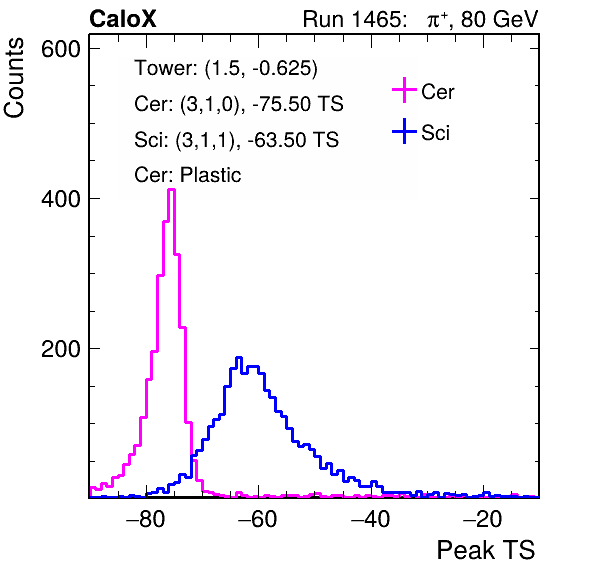 CaloX Run 1465: π⁺, 80 GeV
Counts
600
400
200
Tower: (1.5, -0.625)
Cer: (3,1,0), -75.50 TS
Sci: (3,1,1), -63.50 TS
Cer: Plastic
Cer
Sci
−80 −60 −40 −20
Peak TS